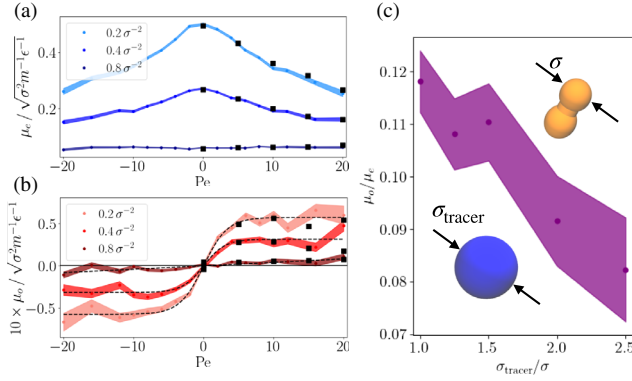 (a)
0.2 σ⁻²
0.4 σ⁻²
0.8 σ⁻²
μₑ / √σ²m⁻¹ϵ⁻¹
0.4
0.2
−20
−10
0
10
20
Pe
(b)
0.2 σ⁻²
0.4 σ⁻²
0.8 σ⁻²
10 × μₒ / √σ²m⁻¹ϵ⁻¹
0.5
0.0
−0.5
−20
−10
0
10
20
Pe
(c)
σ
σtracer
μₒ/μₑ
0.12
0.11
0.10
0.09
0.08
0.07
1.0
1.5
2.0
2.5
σtracer/σ